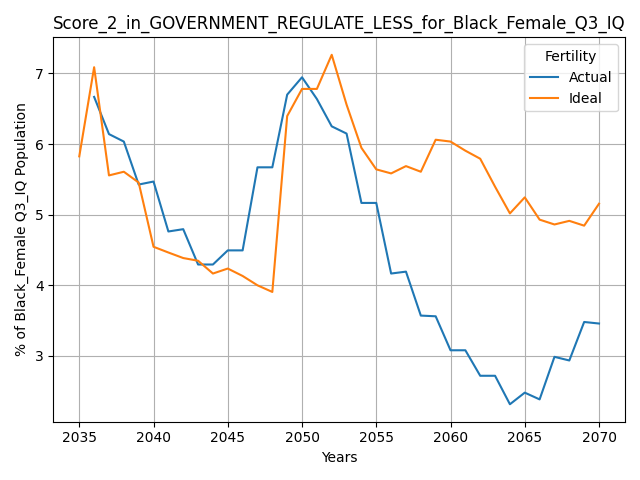 Score_2_in_GOVERNMENT_REGULATE_LESS_for_Black_Female_Q3_IQ
Fertility
Actual
Ideal
% of Black_Female Q3_IQ Population
7
6
5
4
3
2035 2040 2045 2050 2055 2060 2065 2070
Years